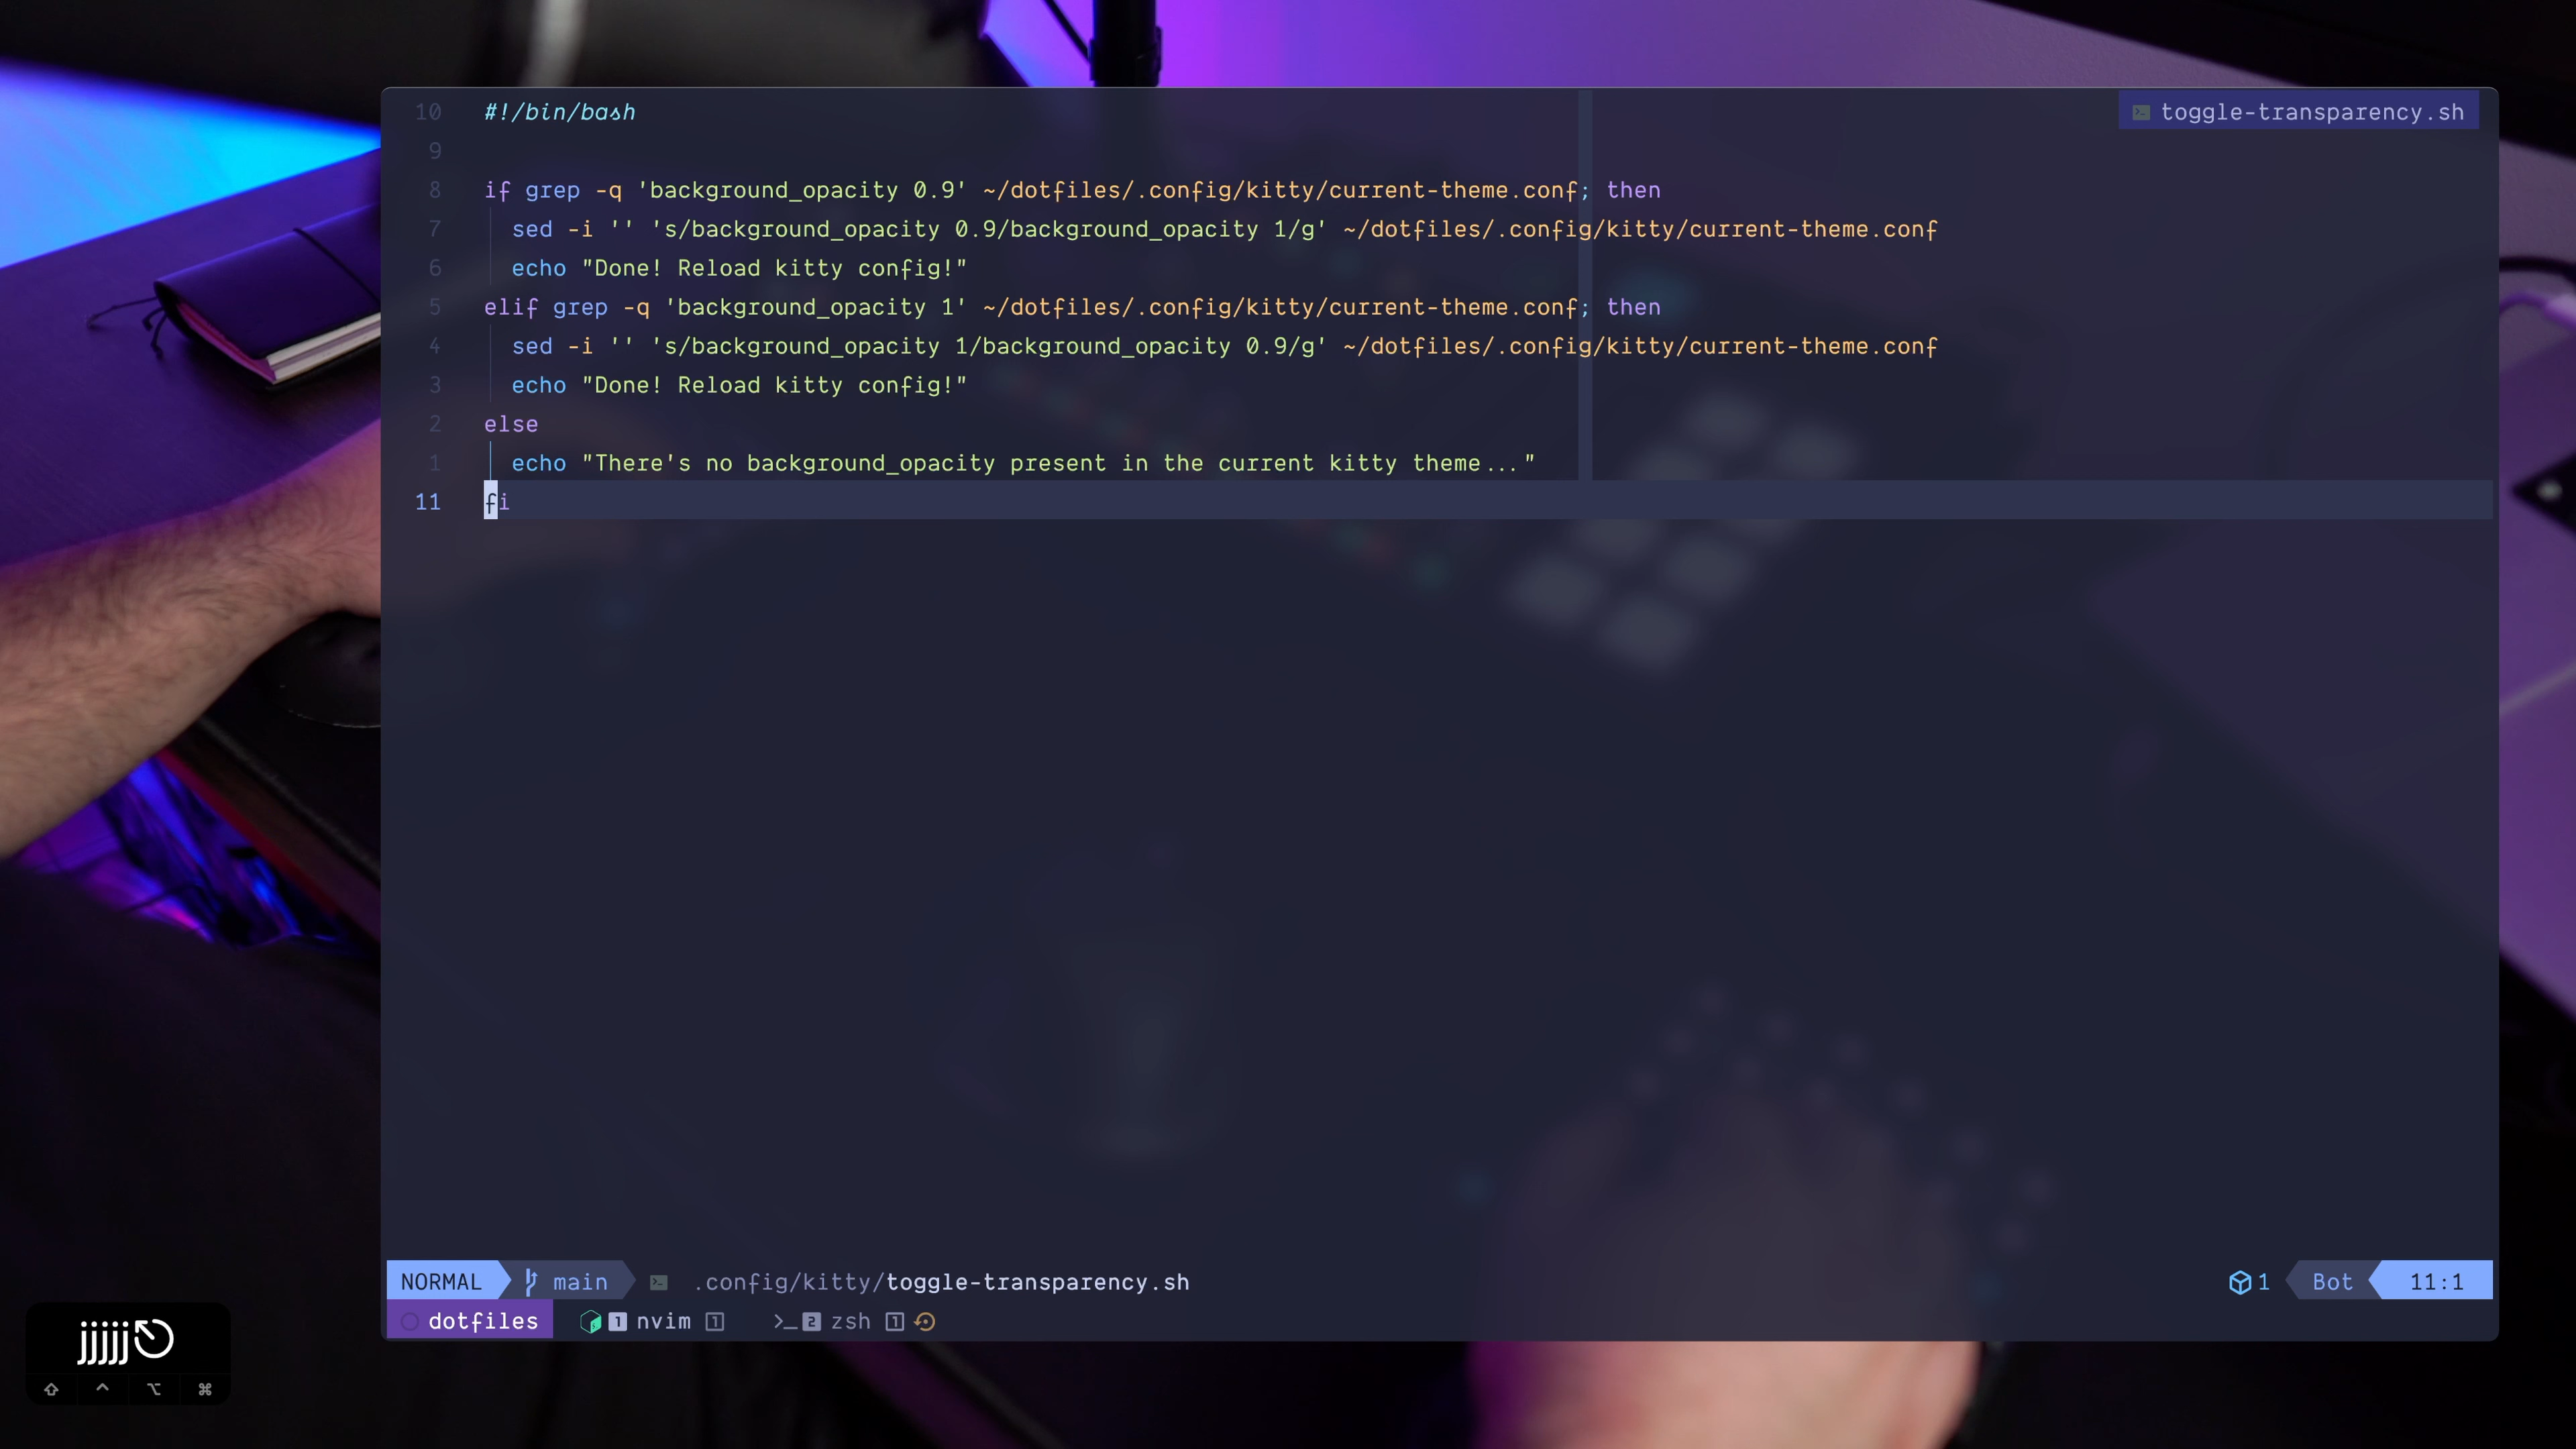 10 #!/bin/bash
toggle-transparency.sh
9
8 if grep -q 'background_opacity 0.9' ~/dotfiles/.config/kitty/current-theme.conf; then
7 sed -i '' 's/background_opacity 0.9/background_opacity 1/g' ~/dotfiles/.config/kitty/current-theme.conf
6 echo "Done! Reload kitty config!"
5 elif grep -q 'background_opacity 1' ~/dotfiles/.config/kitty/current-theme.conf; then
4 sed -i '' 's/background_opacity 1/background_opacity 0.9/g' ~/dotfiles/.config/kitty/current-theme.conf
3 echo "Done! Reload kitty config!"
2 else
1 echo "There's no background_opacity present in the current kitty theme..."
11 fi
NORMAL main .config/kitty/toggle-transparency.sh 1 Bot 11:1
dotfiles 1 nvim 1 >_ 2 zsh 1
jjjjj